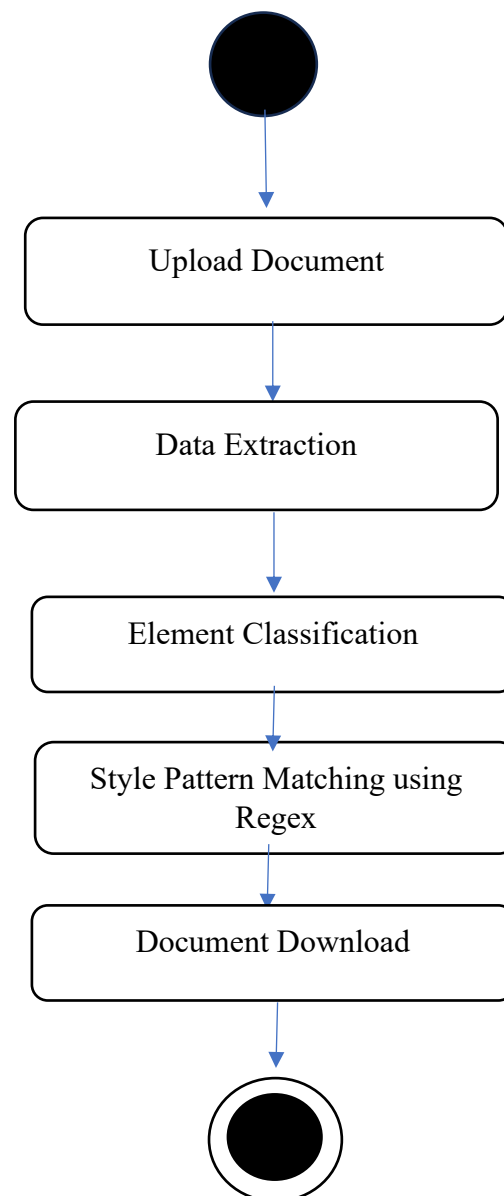 Upload Document
Data Extraction
Element Classification
Style Pattern Matching using
Regex
Document Download